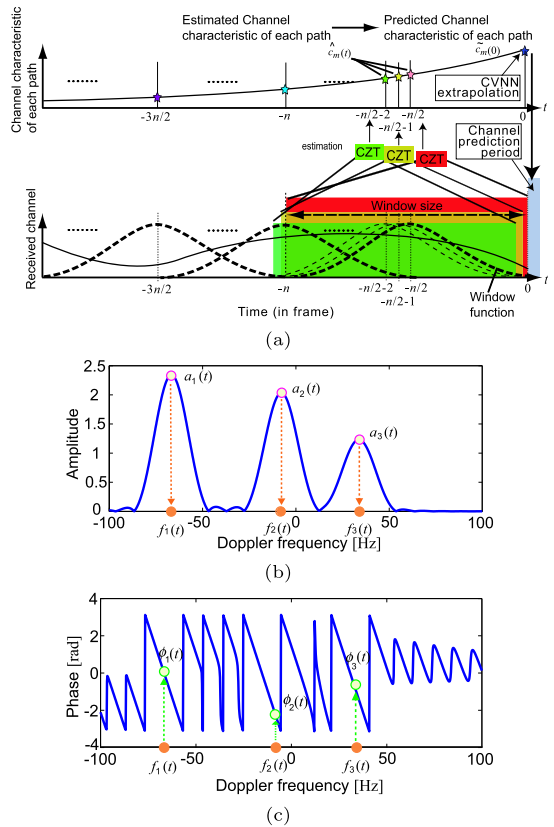 Estimated Channel characteristic of each path
Predicted Channel characteristic of each path
Channel characteristic of each path
ĉm(t)
c̃m(0)
CVNN extrapolation
........
........
........
-3n/2
-n
-n/2-2
-n/2-1
-n/2
0
t
estimation
CZT
CZT
CZT
Channel prediction period
Received channel
Window size
........
........
........
-3n/2
-n
-n/2-2
-n/2-1
-n/2
0
t
Window function
Time (in frame)
(a)
Amplitude
2.5
2
1.5
1
0.5
0
a1(t)
a2(t)
a3(t)
-100
-50
0
50
100
f1(t)
f2(t)
f3(t)
Doppler frequency [Hz]
(b)
Phase [rad]
4
2
0
-2
-4
ϕ1(t)
ϕ2(t)
ϕ3(t)
-100
-50
0
50
100
f1(t)
f2(t)
f3(t)
Doppler frequency [Hz]
(c)